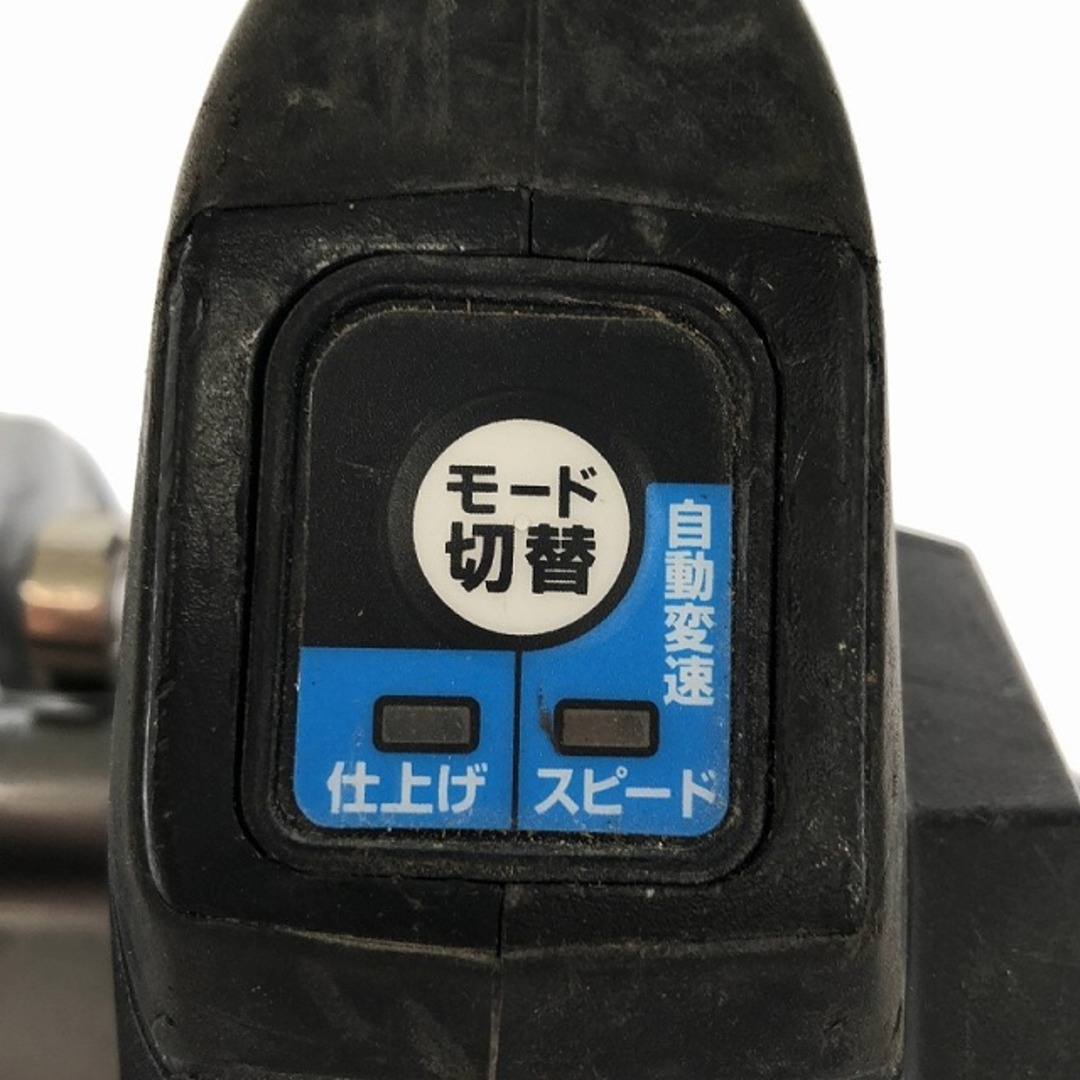 モード
切替
自動変速
仕上げ
スピード